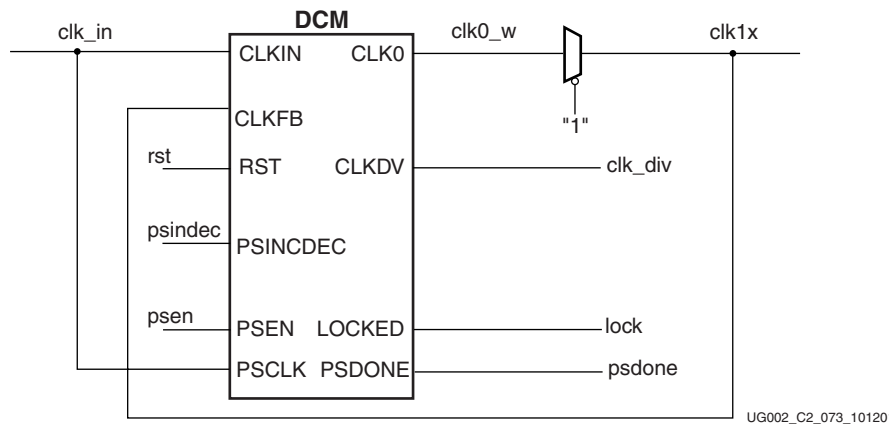 DCM
clk_in
CLKIN
CLK0
clk0_w
clk1x
CLKFB
"1"
rst
RST
CLKDV
clk_div
psindec
PSINCDEC
psen
PSEN
LOCKED
lock
PSCLK
PSDONE
psdone
UG002_C2_073_10120